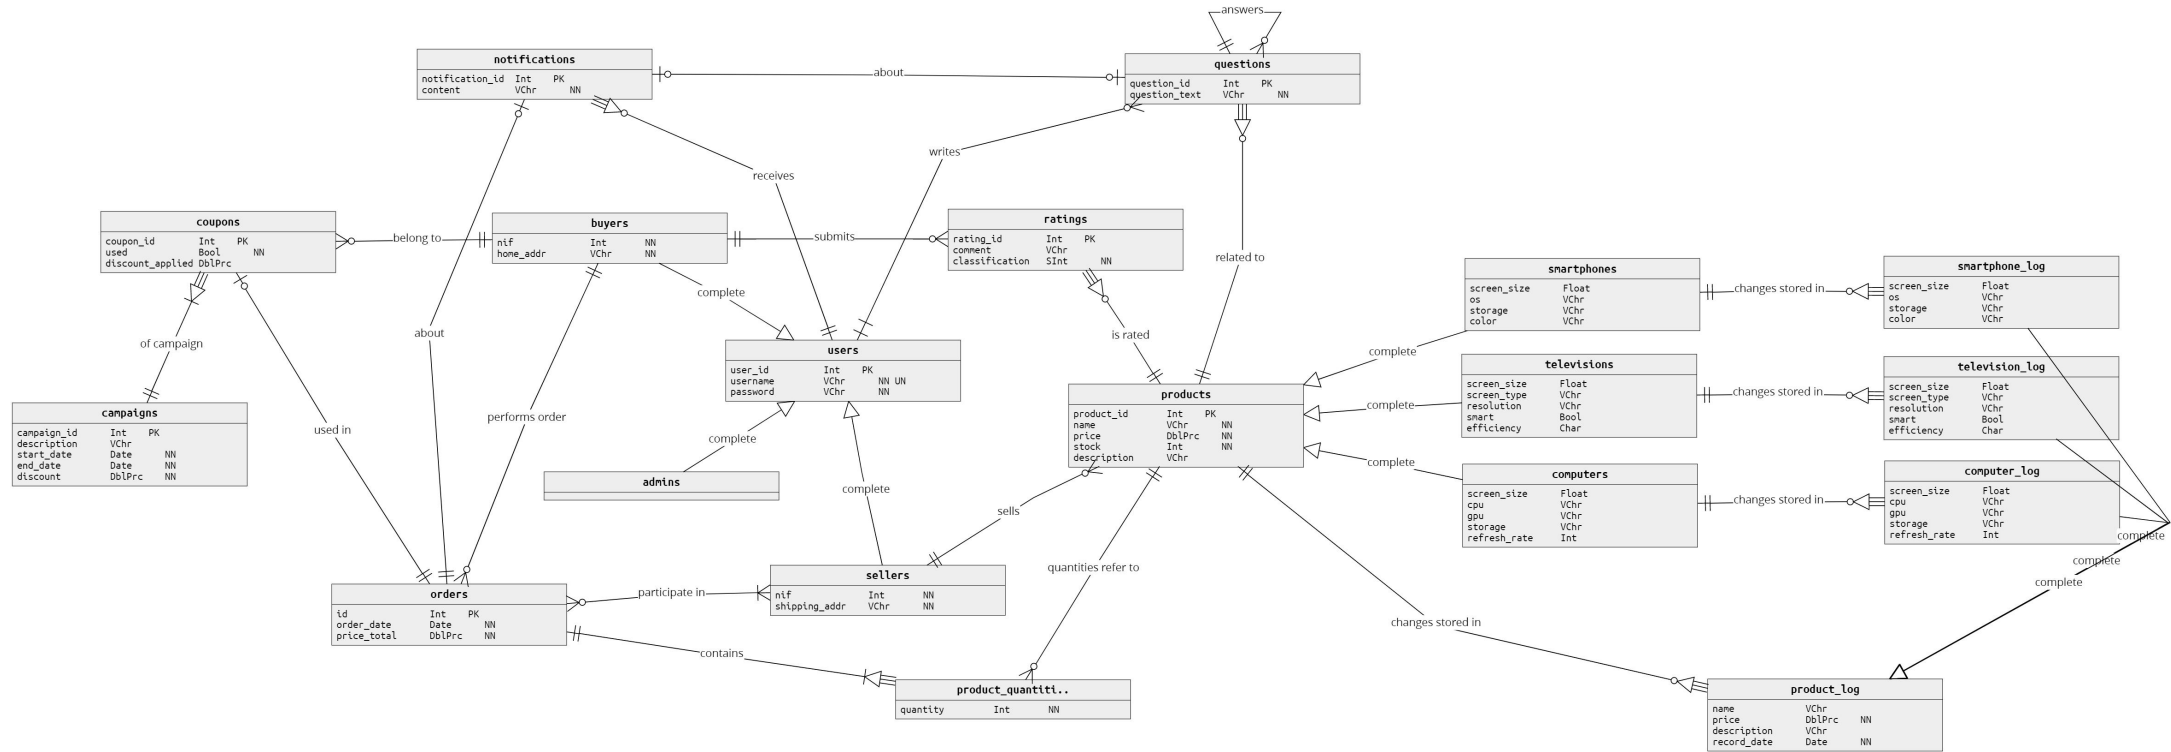 answers
notifications
notification_id Int PK
content VChr NN
about
questions
question_id Int PK
question_text VChr NN
writes
receives
coupons
coupon_id Int PK
used Bool NN
discount_applied DblPrc
belong to
buyers
nif Int NN
home_addr VChr NN
submits
ratings
rating_id Int PK
comment VChr
classification SInt NN
related to
smartphones
screen_size Float
os VChr
storage VChr
color VChr
changes stored in
smartphone_log
screen_size Float
os VChr
storage VChr
color VChr
complete
about
of campaign
is rated
users
user_id Int PK
username VChr NN UN
password VChr NN
complete
televisions
screen_size Float
screen_type VChr
resolution VChr
smart Bool
efficiency Char
changes stored in
television_log
screen_size Float
screen_type VChr
resolution VChr
smart Bool
efficiency Char
products
product_id Int PK
name VChr NN
price DblPrc NN
stock Int NN
description VChr
complete
campaigns
campaign_id Int PK
description VChr
start_date Date NN
end_date Date NN
discount DblPrc NN
used in
performs order
complete
complete
computers
screen_size Float
cpu VChr
gpu VChr
storage VChr
refresh_rate Int
changes stored in
computer_log
screen_size Float
cpu VChr
gpu VChr
storage VChr
refresh_rate Int
admins
complete
sells
complete
complete
complete
quantities refer to
orders
id Int PK
order_date Date NN
price_total DblPrc NN
participate in
sellers
nif Int NN
shipping_addr VChr NN
changes stored in
contains
product_quantiti..
quantity Int NN
product_log
name VChr
price DblPrc NN
description VChr
record_date Date NN